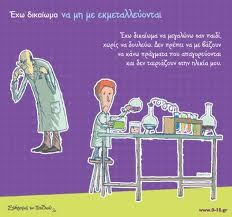 Έχω δικαίωμα να μη με εκμεταλλεύονται
Έχω δικαίωμα να μεγαλώνω σαν παιδί,
χωρίς να δουλεύω. Δεν πρέπει να με βάζουν
να κάνω πράγματα που απαγορεύονται
και δεν ταιριάζουν στην ηλικία μου.
Συνήγορος του Παιδιού
www.0-18.gr